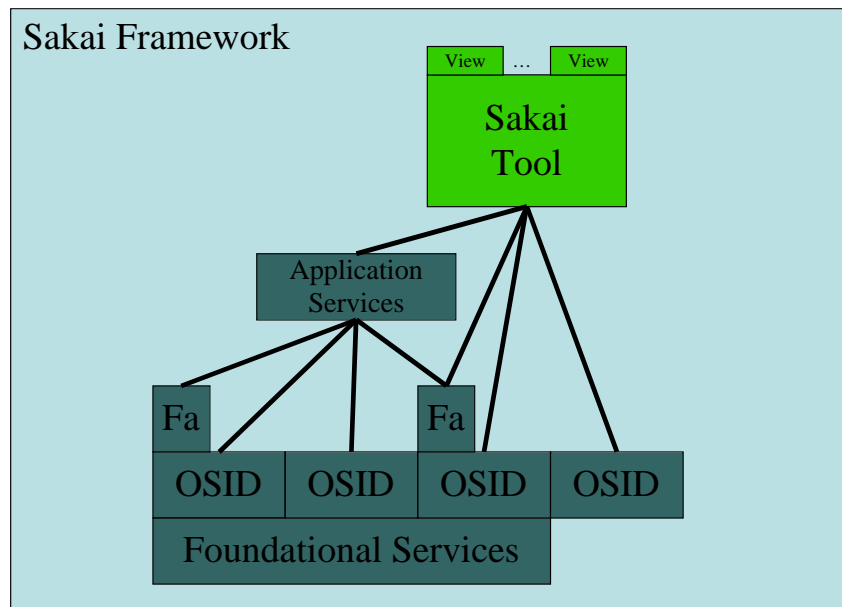 Sakai Framework
View ... View
Sakai
Tool
Application
Services
Fa Fa
OSID OSID OSID OSID
Foundational Services